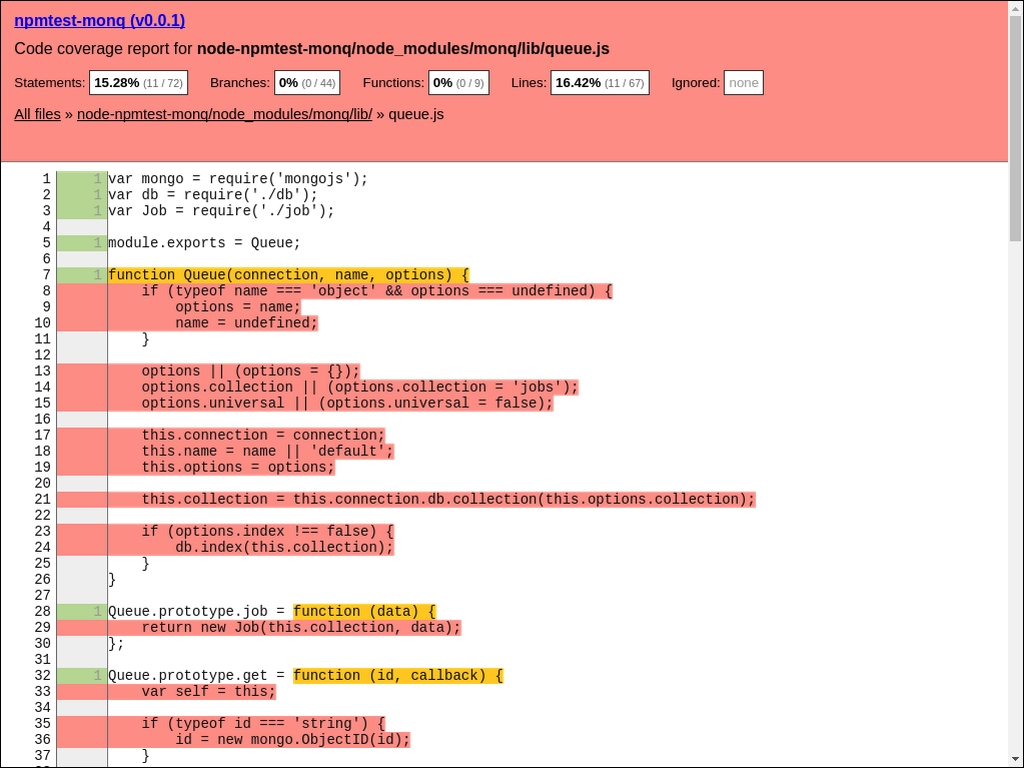 npmtest-monq (v0.0.1)
Code coverage report for node-npmtest-monq/node_modules/monq/lib/queue.js
Statements: 15.28% (11 / 72) Branches: 0% (0 / 44) Functions: 0% (0 / 9) Lines: 16.42% (11 / 67) Ignored: none
All files » node-npmtest-monq/node_modules/monq/lib/ » queue.js
1 1 var mongo = require('mongojs');
2 1 var db = require('./db');
3 1 var Job = require('./job');
4
5 1 module.exports = Queue;
6
7 1 function Queue(connection, name, options) {
8     if (typeof name === 'object' && options === undefined) {
9         options = name;
10         name = undefined;
11     }
12
13     options || (options = {});
14     options.collection || (options.collection = 'jobs');
15     options.universal || (options.universal = false);
16
17     this.connection = connection;
18     this.name = name || 'default';
19     this.options = options;
20
21     this.collection = this.connection.db.collection(this.options.collection);
22
23     if (options.index !== false) {
24         db.index(this.collection);
25     }
26 }
27
28 1 Queue.prototype.job = function (data) {
29     return new Job(this.collection, data);
30 };
31
32 1 Queue.prototype.get = function (id, callback) {
33     var self = this;
34
35     if (typeof id === 'string') {
36         id = new mongo.ObjectID(id);
37     }